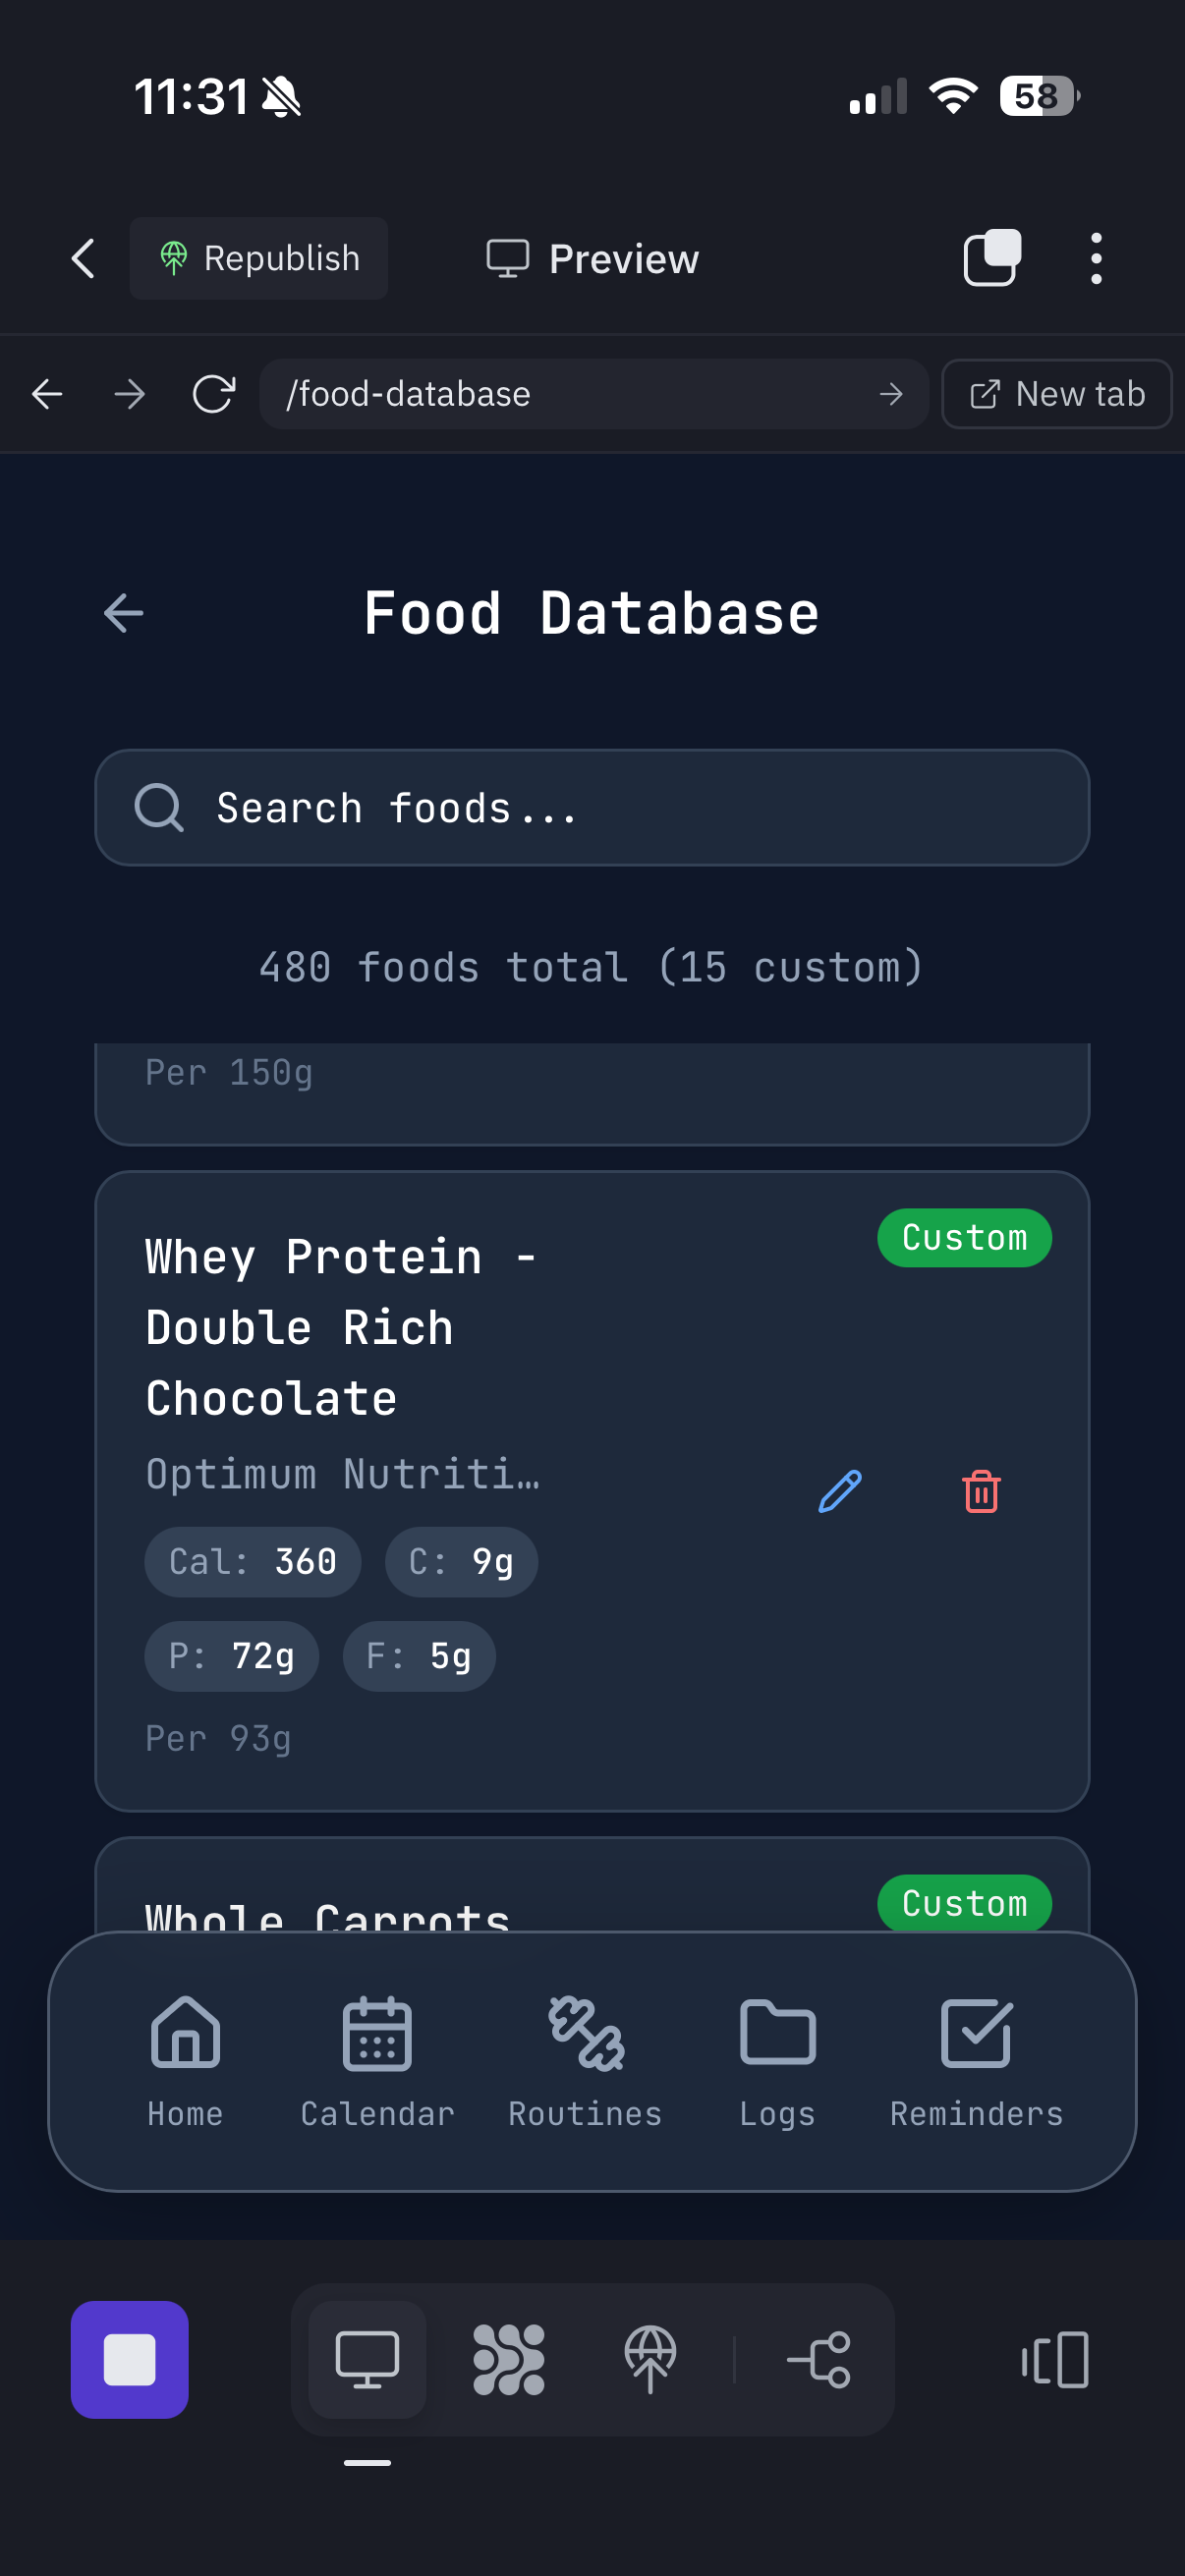 11:31
58
Republish
Preview
/food-database
New tab
Food Database
Search foods...
480 foods total (15 custom)
Per 150g
Custom
Whey Protein -
Double Rich
Chocolate
Optimum Nutriti…
Cal: 360
C: 9g
P: 72g
F: 5g
Per 93g
Custom
Whole Carrots
Home
Calendar
Routines
Logs
Reminders